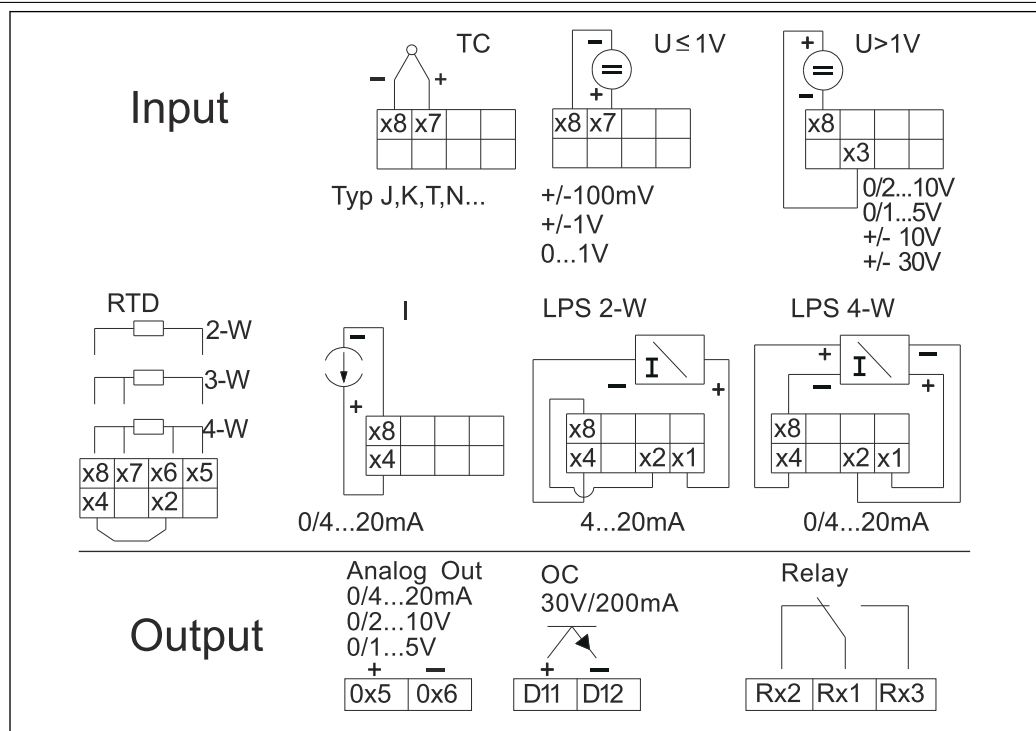 Input
TC
− +
x8 x7
Typ J,K,T,N...
U≤1V
−
+
x8 x7
+/-100mV
+/-1V
0...1V
U>1V
+
−
x8
x3
0/2...10V
0/1...5V
+/- 10V
+/- 30V
RTD
2-W
3-W
4-W
x8 x7 x6 x5
x4 x2
I
−
+
x8
x4
0/4...20mA
LPS 2-W
I
− +
x8
x4 x2 x1
4...20mA
LPS 4-W
+ I −
− +
x8
x4 x2 x1
0/4...20mA
Output
Analog Out
0/4...20mA
0/2...10V
0/1...5V
+ −
0x5 0x6
OC
30V/200mA
+ −
D11 D12
Relay
Rx2 Rx1 Rx3